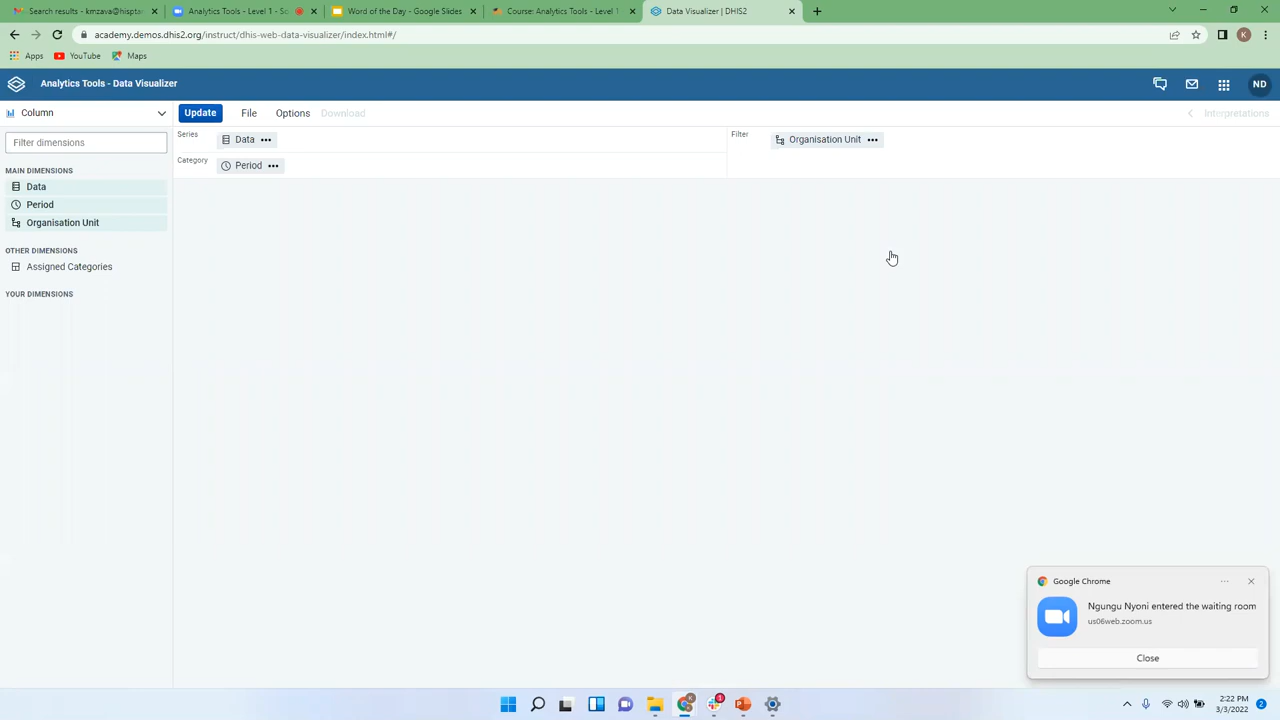 Search results - kmzava@hisptan
Analytics Tools - Level 1 - So
Word of the Day - Google Slides
Course: Analytics Tools - Level 1
Data Visualizer | DHIS2
academy.demos.dhis2.org/instruct/dhis-web-data-visualizer/index.html#/
K
Apps
YouTube
Maps
Analytics Tools - Data Visualizer
ND
Column
Update
File
Options
Download
Interpretations
Filter dimensions
Series
Data
Filter
Organisation Unit
Category
Period
MAIN DIMENSIONS
Data
Period
Organisation Unit
OTHER DIMENSIONS
Assigned Categories
YOUR DIMENSIONS
Google Chrome
Ngungu Nyoni entered the waiting room
us06web.zoom.us
Close
2:22 PM
3/3/2022